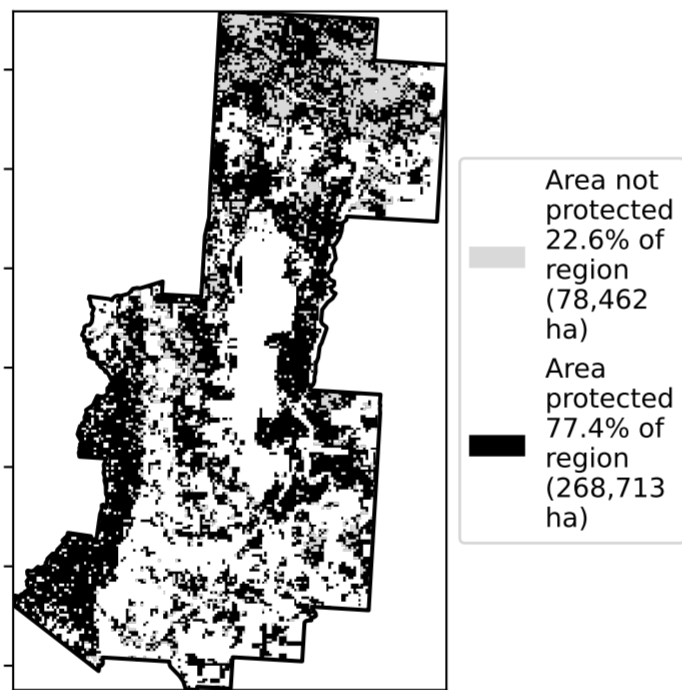 Area not
protected
22.6% of
region
(78,462
ha)
Area
protected
77.4% of
region
(268,713
ha)